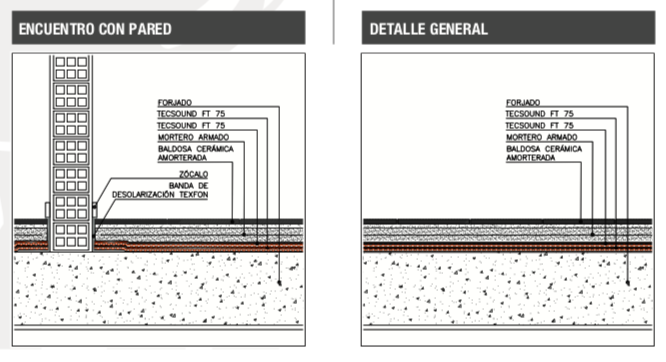 ENCUENTRO CON PARED
FORJADO
TECSOUND FT 75
TECSOUND FT 75
MORTERO ARMADO
BALDOSA CERÁMICA
AMORTERADA
ZÓCALO
BANDA DE
DESOLARIZACIÓN TEXFON
DETALLE GENERAL
FORJADO
TECSOUND FT 75
TECSOUND FT 75
MORTERO ARMADO
BALDOSA CERÁMICA
AMORTERADA